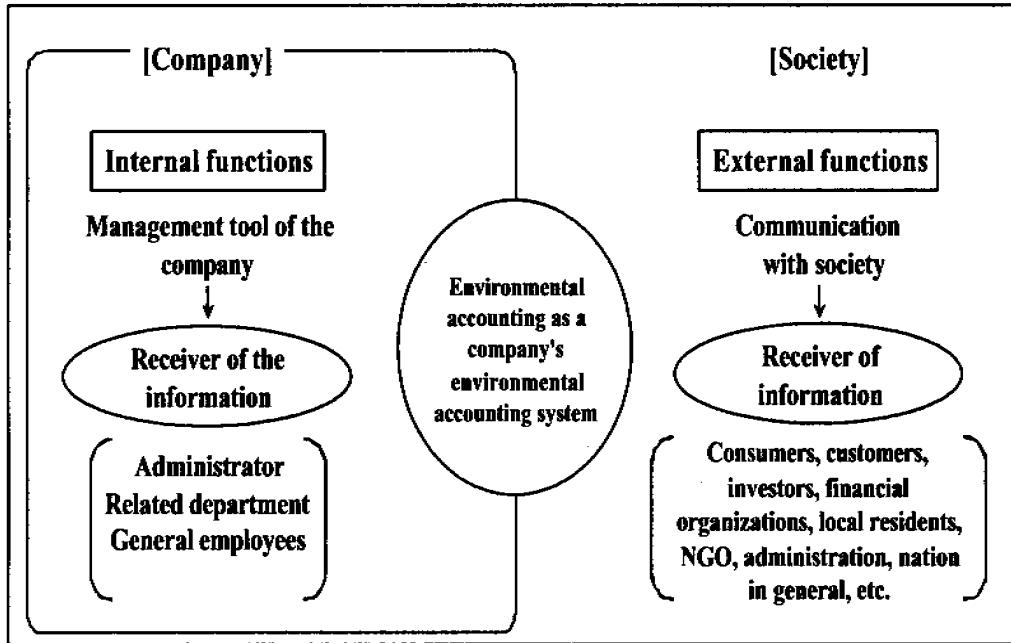 [Company]
Internal functions
Management tool of the
company
Receiver of the
information
Administrator
Related department
General employees
Environmental
accounting as a
company's
environmental
accounting system
[Society]
External functions
Communication
with society
Receiver of
information
Consumers, customers,
investors, financial
organizations, local residents,
NGO, administration, nation
in general, etc.